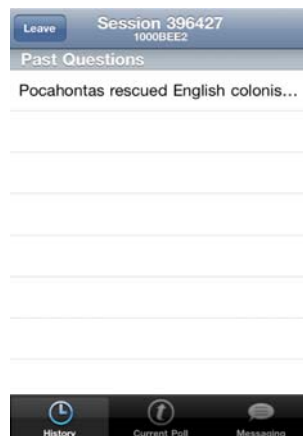 Leave
Session 396427
1000BEE2
Past Questions
Pocahontas rescued English colonis...
History
Current Poll
Messaging